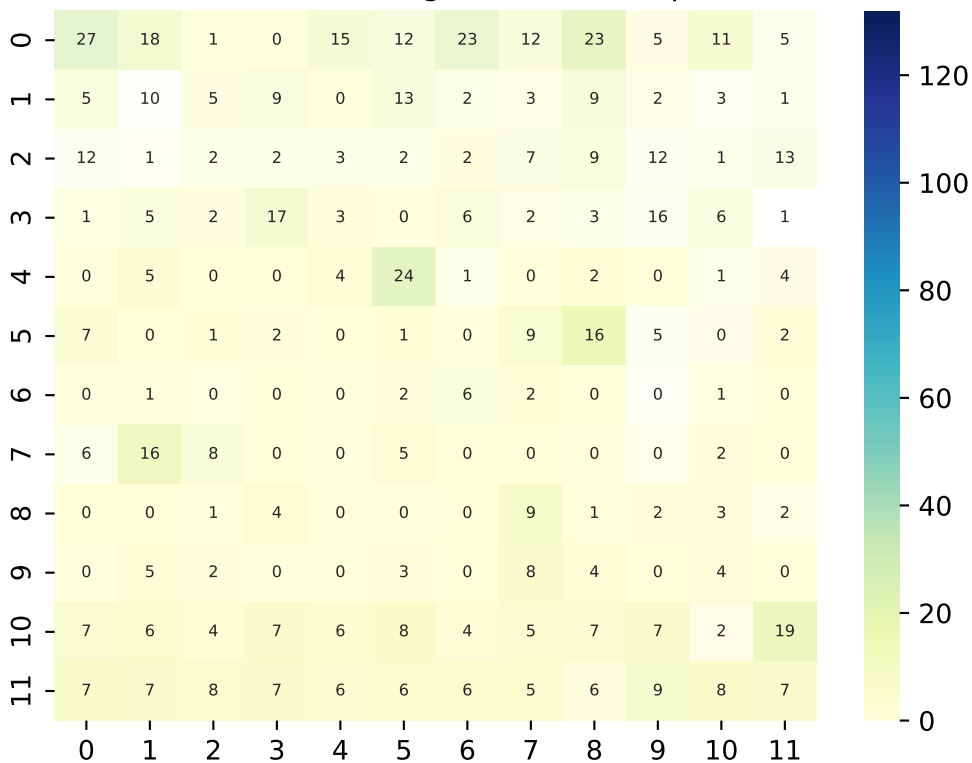 0 27 18 1 0 15 12 23 12 23 5 11 5
1 5 10 5 9 0 13 2 3 9 2 3 1
2 12 1 2 2 3 2 2 7 9 12 1 13
3 1 5 2 17 3 0 6 2 3 16 6 1
4 0 5 0 0 4 24 1 0 2 0 1 4
5 7 0 1 2 0 1 0 9 16 5 0 2
6 0 1 0 0 0 2 6 2 0 0 1 0
7 6 16 8 0 0 5 0 0 0 0 2 0
8 0 0 1 4 0 0 0 9 1 2 3 2
9 0 5 2 0 0 3 0 8 4 0 4 0
10 7 6 4 7 6 8 4 5 7 7 2 19
11 7 7 8 7 6 6 6 5 6 9 8 7
0 1 2 3 4 5 6 7 8 9 10 11
120
100
80
60
40
20
0